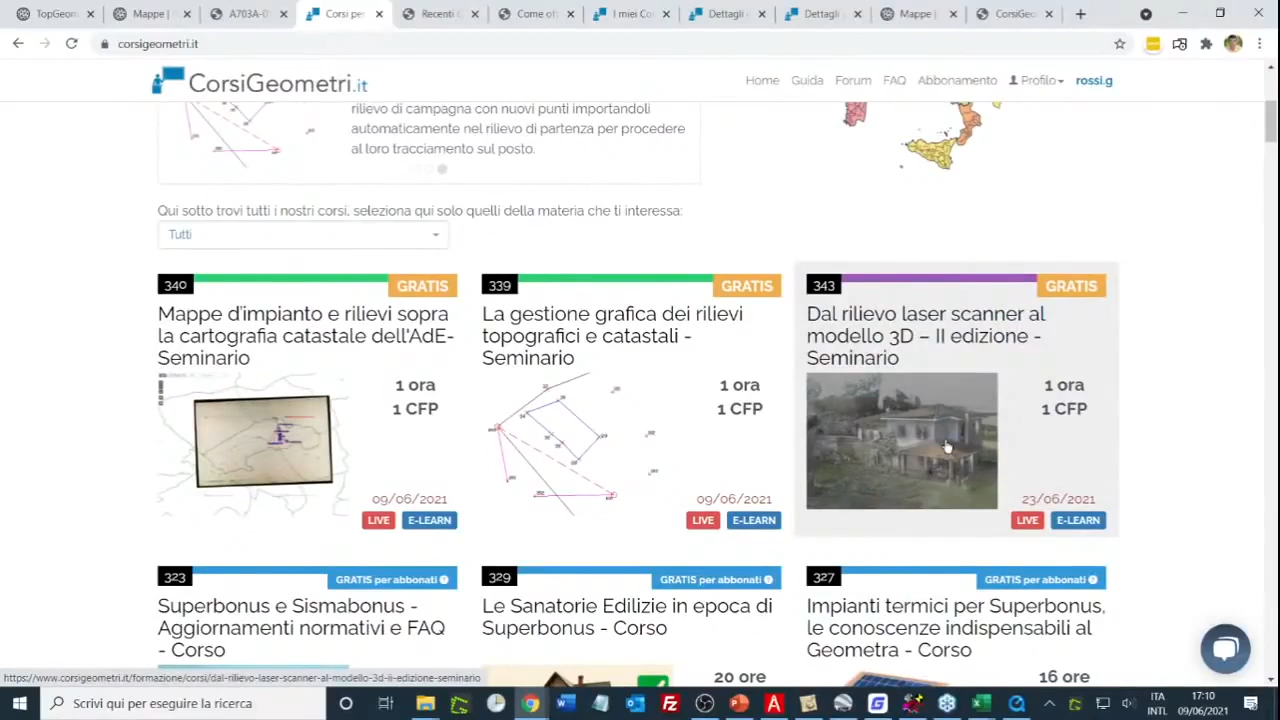 TopGeom
Mappe |
A703A-0
Corsi pe
Recenti
Come ot
I miei Co
Dettagli
Dettagli
Mappe |
CorsiGeo
corsigeometri.it
CorsiGeometri.it
Home Guida Forum FAQ Abbonamento Profilo rossi.g
rilievo di campagna con nuovi punti importandoli
automaticamente nel rilievo di partenza per procedere
al loro tracciamento sul posto.
Qui sotto trovi tutti i nostri corsi, seleziona qui solo quelli della materia che ti interessa:
Tutti
340 GRATIS
Mappe d'impianto e rilievi sopra
la cartografia catastale dell'AdE-
Seminario
1 ora
1 CFP
09/06/2021
LIVE E-LEARN
339 GRATIS
La gestione grafica dei rilievi
topografici e catastali -
Seminario
1 ora
1 CFP
09/06/2021
LIVE E-LEARN
343 GRATIS
Dal rilievo laser scanner al
modello 3D – II edizione -
Seminario
1 ora
1 CFP
23/06/2021
LIVE E-LEARN
323 GRATIS per abbonati
Superbonus e Sismabonus -
Aggiornamenti normativi e FAQ
- Corso
329 GRATIS per abbonati
Le Sanatorie Edilizie in epoca di
Superbonus - Corso
20 ore
327 GRATIS per abbonati
Impianti termici per Superbonus,
le conoscenze indispensabili al
Geometra - Corso
16 ore
https://www.corsigeometri.it/formazione/corsi/dal-rilievo-laser-scanner-al-modello-3d-ii-edizione-seminario
Scrivi qui per eseguire la ricerca
ITA
INTL
17:10
09/06/2021